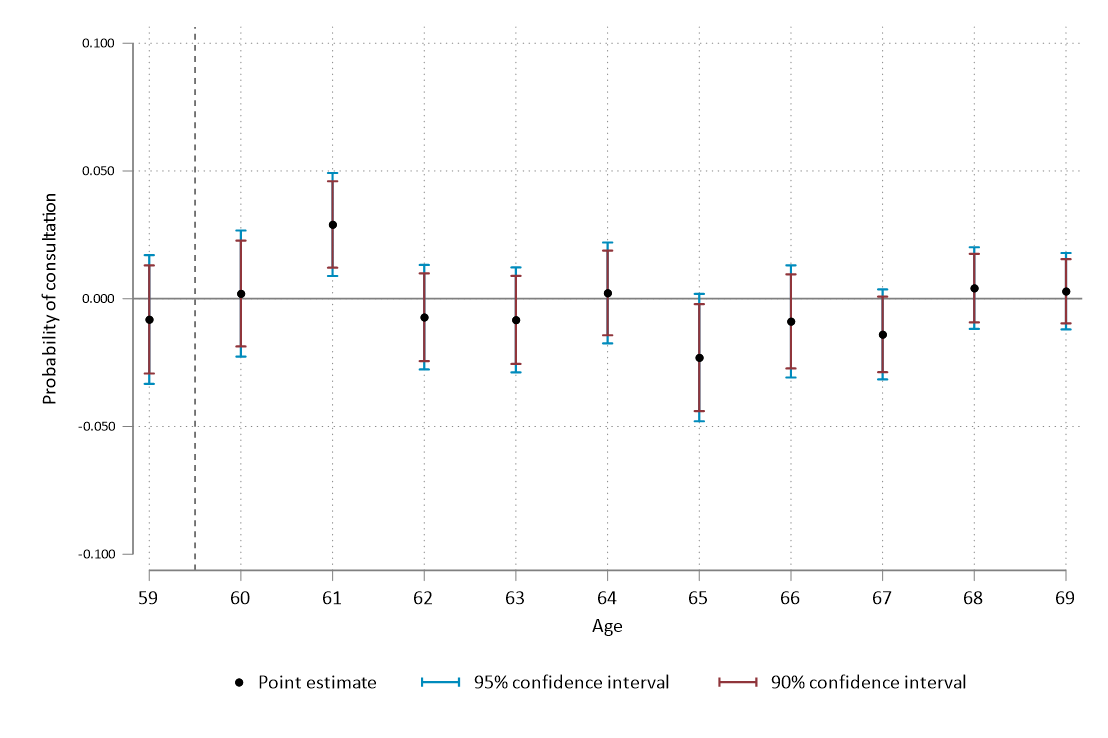 0.100
0.050
0.000
-0.050
-0.100
Probability of consultation
59 60 61 62 63 64 65 66 67 68 69
Age
Point estimate 95% confidence interval 90% confidence interval